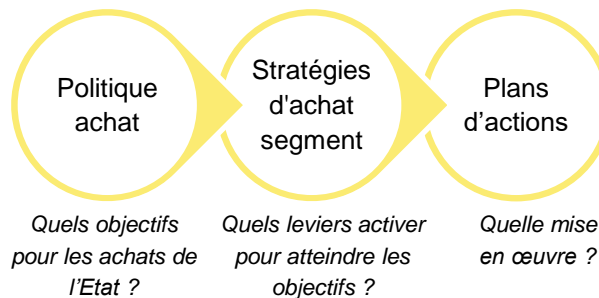 Politique
achat
Stratégies
d'achat
segment
Plans
d’actions
Quels objectifs
pour les achats de
l’Etat ?
Quels leviers activer
pour atteindre les
objectifs ?
Quelle mise
en œuvre ?